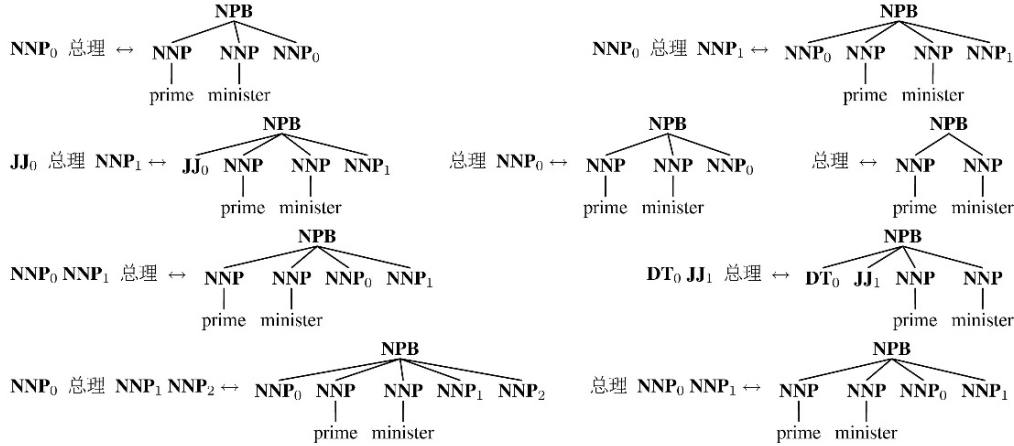 NPB NPB
NNP₀ 总理 ↔ NNP NNP NNP₀ NNP₀ 总理 NNP₁ ↔ NNP₀ NNP NNP NNP₁
prime minister prime minister
NPB NPB NPB
JJ₀ 总理 NNP₁ ↔ JJ₀ NNP NNP NNP₁ 总理 NNP₀ ↔ NNP NNP NNP₀ 总理 ↔ NNP NNP
prime minister prime minister prime minister
NPB NPB
NNP₀ NNP₁ 总理 ↔ NNP NNP NNP₀ NNP₁ DT₀ JJ₁ 总理 ↔ DT₀ JJ₁ NNP NNP
prime minister prime minister
NPB NPB
NNP₀ 总理 NNP₁ NNP₂ ↔ NNP₀ NNP NNP NNP₁ NNP₂ 总理 NNP₀ NNP₁ ↔ NNP NNP NNP₀ NNP₁
prime minister prime minister